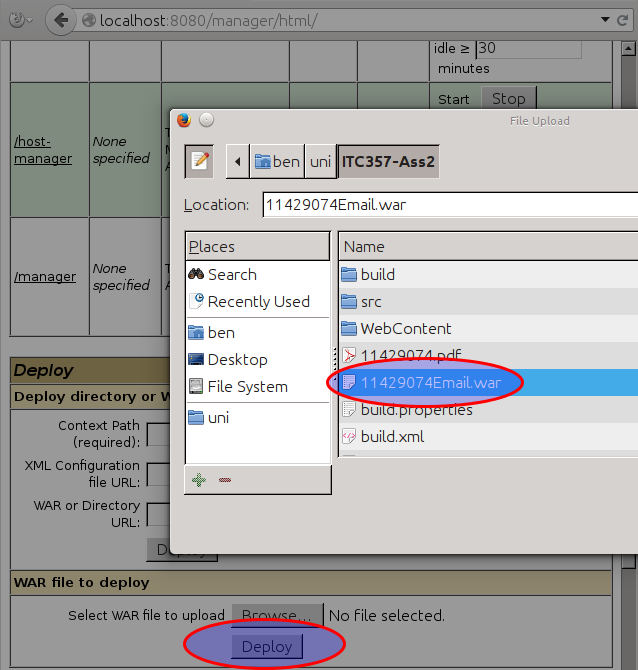 localhost:8080/manager/html/
idle ≥ 30
minutes
Start Stop
/host-manager
None specified
File Upload
ben uni ITC357-Ass2
Location: 11429074Email.war
Places Name
Search build
Recently Used src
ben WebContent
Desktop 11429074.pdf
File System 11429074Email.war
uni build.properties
build.xml
/manager
None specified
Deploy
Deploy directory or W
Context Path
(required):
XML Configuration
file URL:
WAR or Directory
URL:
Deploy
WAR file to deploy
Select WAR file to upload Browse... No file selected.
Deploy